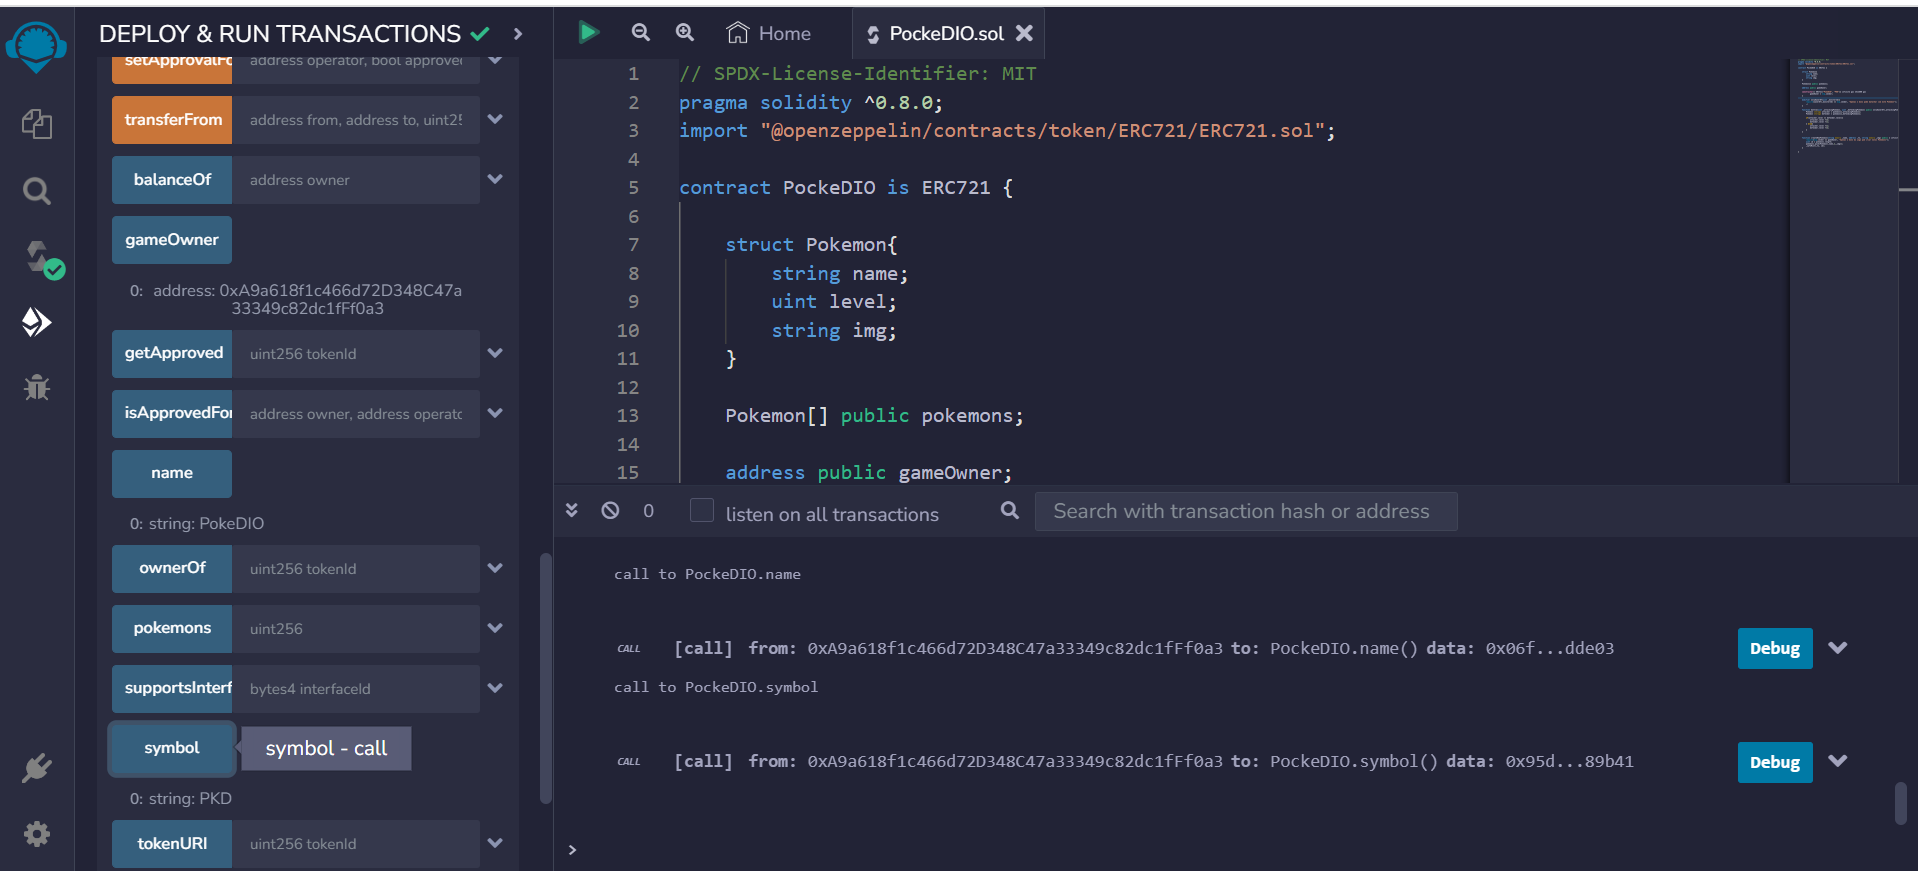 DEPLOY & RUN TRANSACTIONS
setApprovalFo address operator, bool approved
transferFrom address from, address to, uint25
balanceOf address owner
gameOwner
0: address: 0xA9a618f1c466d72D348C47a
33349c82dc1fFf0a3
getApproved uint256 tokenId
isApprovedFor address owner, address operato
name
0: string: PokeDIO
ownerOf uint256 tokenId
pokemons uint256
supportsInterf bytes4 interfaceId
symbol symbol - call
0: string: PKD
tokenURI uint256 tokenId
Home PockeDIO.sol
1 // SPDX-License-Identifier: MIT
2 pragma solidity ^0.8.0;
3 import "@openzeppelin/contracts/token/ERC721/ERC721.sol";
4
5 contract PockeDIO is ERC721 {
6
7 struct Pokemon{
8 string name;
9 uint level;
10 string img;
11 }
12
13 Pokemon[] public pokemons;
14
15 address public gameOwner;
0 listen on all transactions Search with transaction hash or address
call to PockeDIO.name
CALL [call] from: 0xA9a618f1c466d72D348C47a33349c82dc1fFf0a3 to: PockeDIO.name() data: 0x06f...dde03 Debug
call to PockeDIO.symbol
CALL [call] from: 0xA9a618f1c466d72D348C47a33349c82dc1fFf0a3 to: PockeDIO.symbol() data: 0x95d...89b41 Debug
>